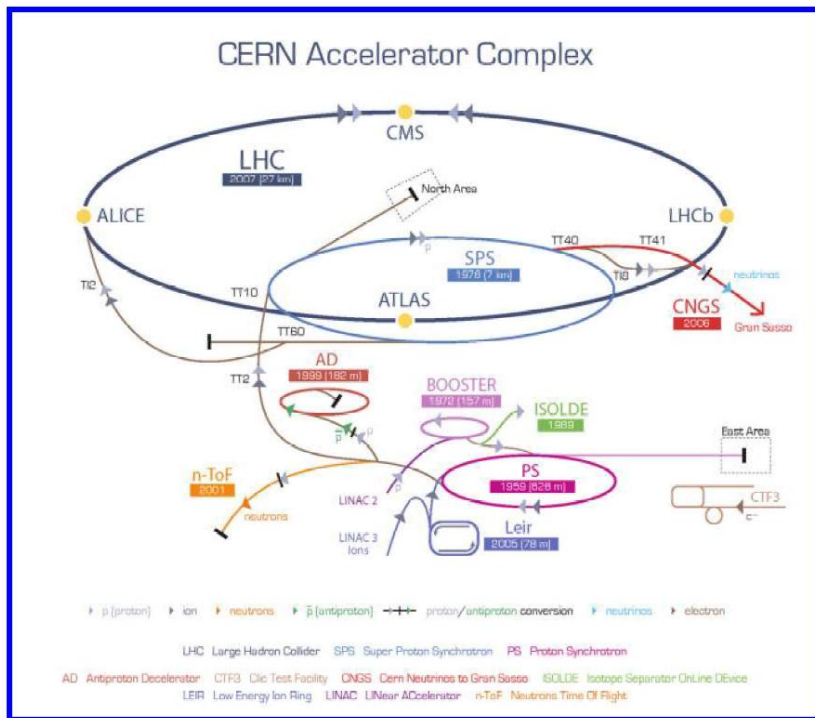 CERN Accelerator Complex
CMS
LHC
2007 (27 km)
North Area
ALICE
LHCb
TT40
TT41
p
SPS
1976 (7 km)
TI8
neutrinos
TI2
TT10
ATLAS
CNGS
2006
Gran Sasso
TT60
AD
1999 (182 m)
TT2
BOOSTER
1972 (157 m)
ISOLDE
1989
p̅
p
East Area
n-ToF
2001
LINAC 2
p
PS
1959 (628 m)
neutrons
CTF3
e-
LINAC 3
Ions
Leir
2005 (78 m)
p (proton)
ion
neutrons
p̅ (antiproton)
proton/antiproton conversion
neutrinos
electron
LHC Large Hadron Collider SPS Super Proton Synchrotron PS Proton Synchrotron
AD Antiproton Decelerator CTF3 Clic Test Facility CNGS Cern Neutrinos to Gran Sasso ISOLDE Isotope Separator OnLine DEvice
LEIR Low Energy Ion Ring LINAC LINear ACcelerator n-ToF Neutrons Time Of Flight